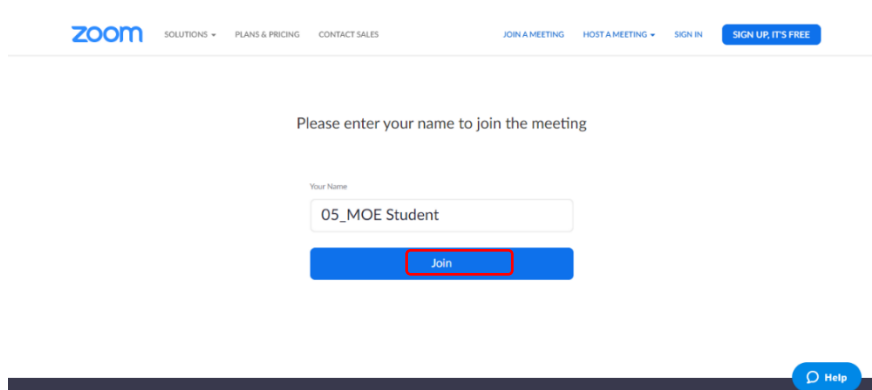 zoom SOLUTIONS PLANS & PRICING CONTACT SALES JOIN A MEETING HOST A MEETING SIGN IN SIGN UP, IT'S FREE
Please enter your name to join the meeting
Your Name
05_MOE Student
Join
Help